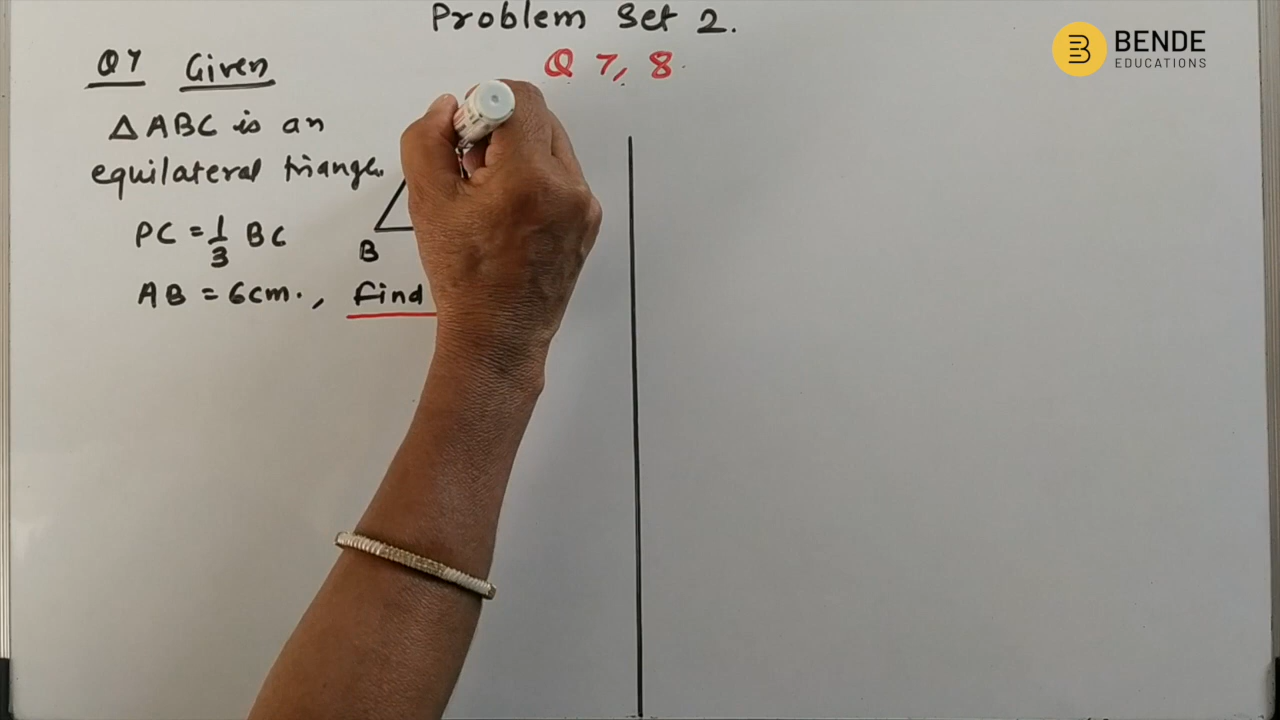 Problem Set 2.
Q 7, 8
BENDE
EDUCATIONS
Q7 Given
△ABC is an
equilateral triangle.
PC = 1/3 BC
AB = 6cm., find
B